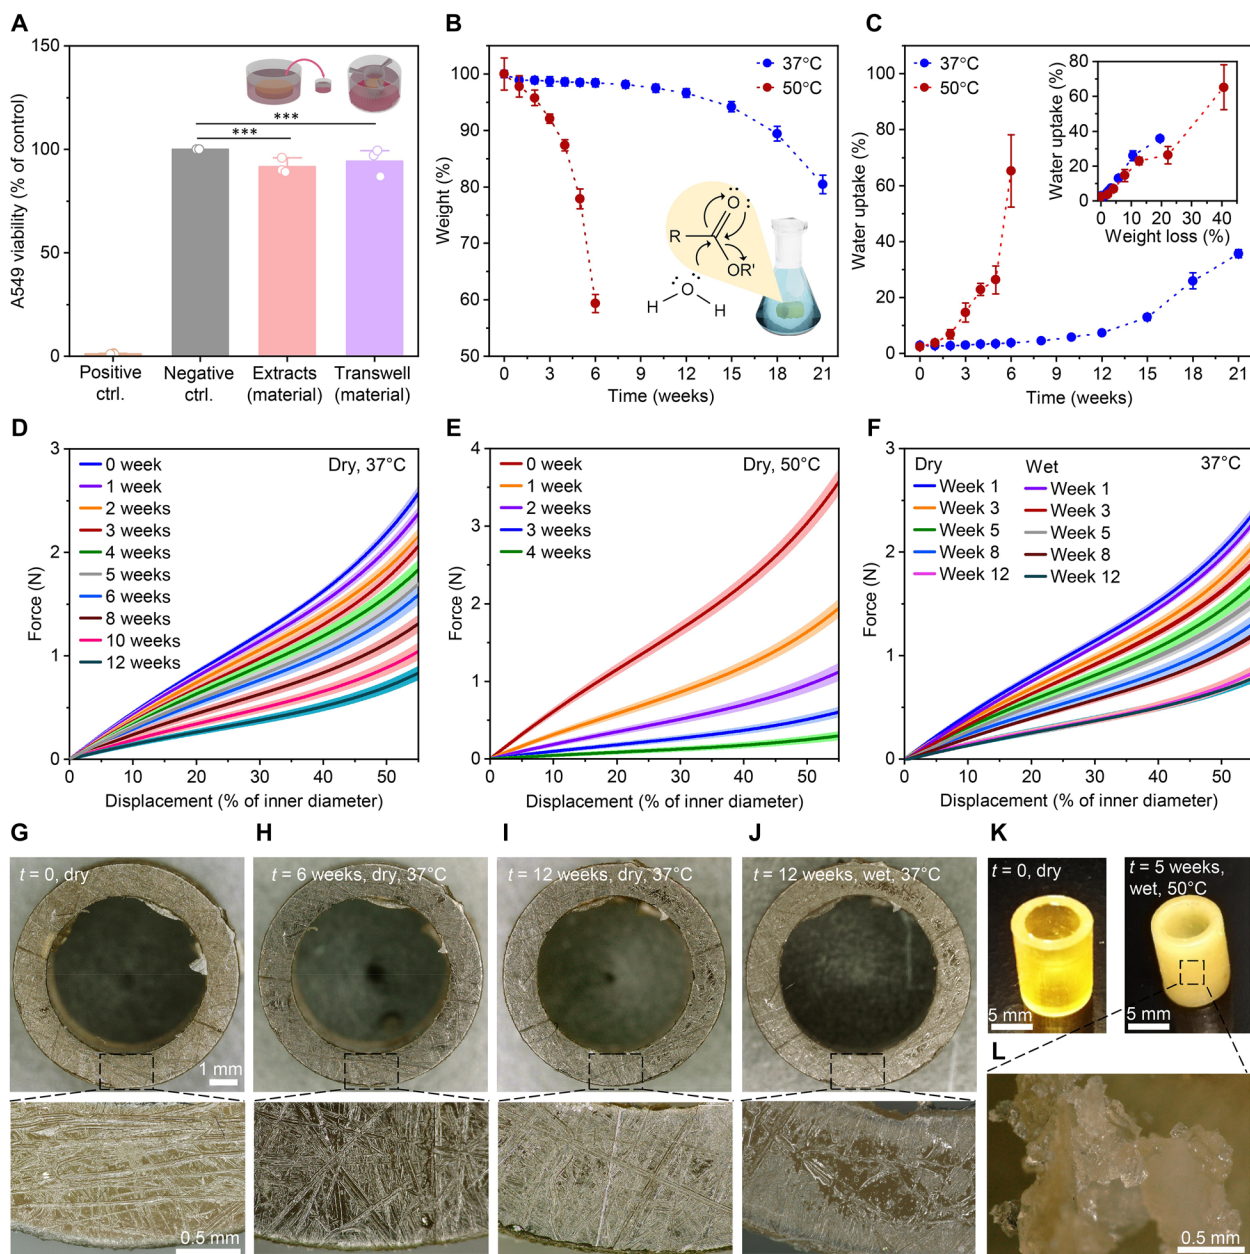 A
150
100
50
0
A549 viability (% of control)
***
***
Positive
ctrl.
Negative
ctrl.
Extracts
(material)
Transwell
(material)
B
100
90
80
70
60
50
Weight (%)
37°C
50°C
R
O
OR'
O
H
H
0
3
6
9
12
15
18
21
Time (weeks)
C
100
80
60
40
20
0
Water uptake (%)
37°C
50°C
80
60
40
20
0
Water uptake (%)
0
10
20
30
40
Weight loss (%)
0
3
6
9
12
15
18
21
Time (weeks)
D
3
2
1
0
Force (N)
0 week
1 week
2 weeks
3 weeks
4 weeks
5 weeks
6 weeks
8 weeks
10 weeks
12 weeks
Dry, 37°C
0
20
40
Displacement (% of inner diameter)
E
4
3
2
1
0
Force (N)
0 week
1 week
2 weeks
3 weeks
4 weeks
Dry, 50°C
0
10
20
30
40
50
Displacement (% of inner diameter)
F
3
2
1
0
Force (N)
Dry
Week 1
Week 3
Week 5
Week 8
Week 12
Wet
Week 1
Week 3
Week 5
Week 8
Week 12
37°C
0
10
20
30
40
50
Displacement (% of inner diameter)
G
t = 0, dry
1 mm
0.5 mm
H
t = 6 weeks, dry, 37°C
I
t = 12 weeks, dry, 37°C
J
t = 12 weeks, wet, 37°C
K
t = 0, dry
5 mm
t = 5 weeks,
wet, 50°C
5 mm
L
0.5 mm